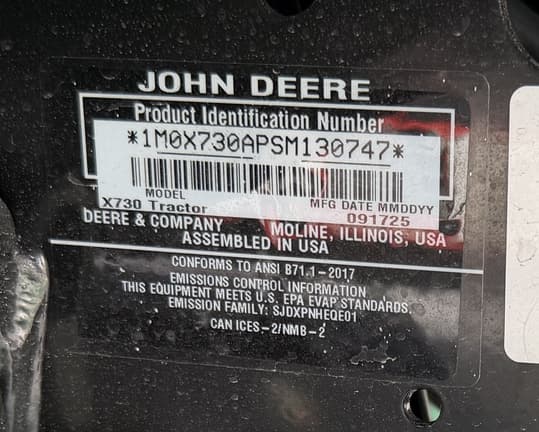 JOHN DEERE
Product Identification Number
*1M0X730APSM130747*
MODEL
MFG DATE MMDDYY
X730 Tractor
091725
DEERE & COMPANY
MOLINE, ILLINOIS, USA
ASSEMBLED IN USA
CONFORMS TO ANSI B71.1-2017
EMISSIONS CONTROL INFORMATION
THIS EQUIPMENT MEETS U.S. EPA EVAP STANDARDS.
EMISSION FAMILY: SJDXPNHEQE01
CAN ICES-2/NMB-2